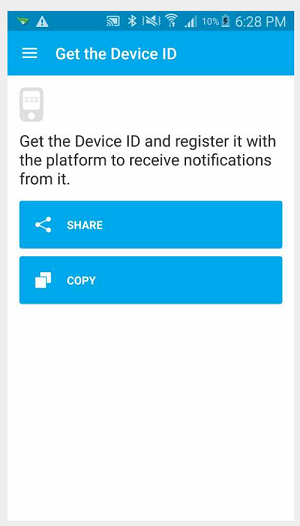 10% 6:28 PM
Get the Device ID
xxx
Get the Device ID and register it with
the platform to receive notifications
from it.
SHARE
COPY